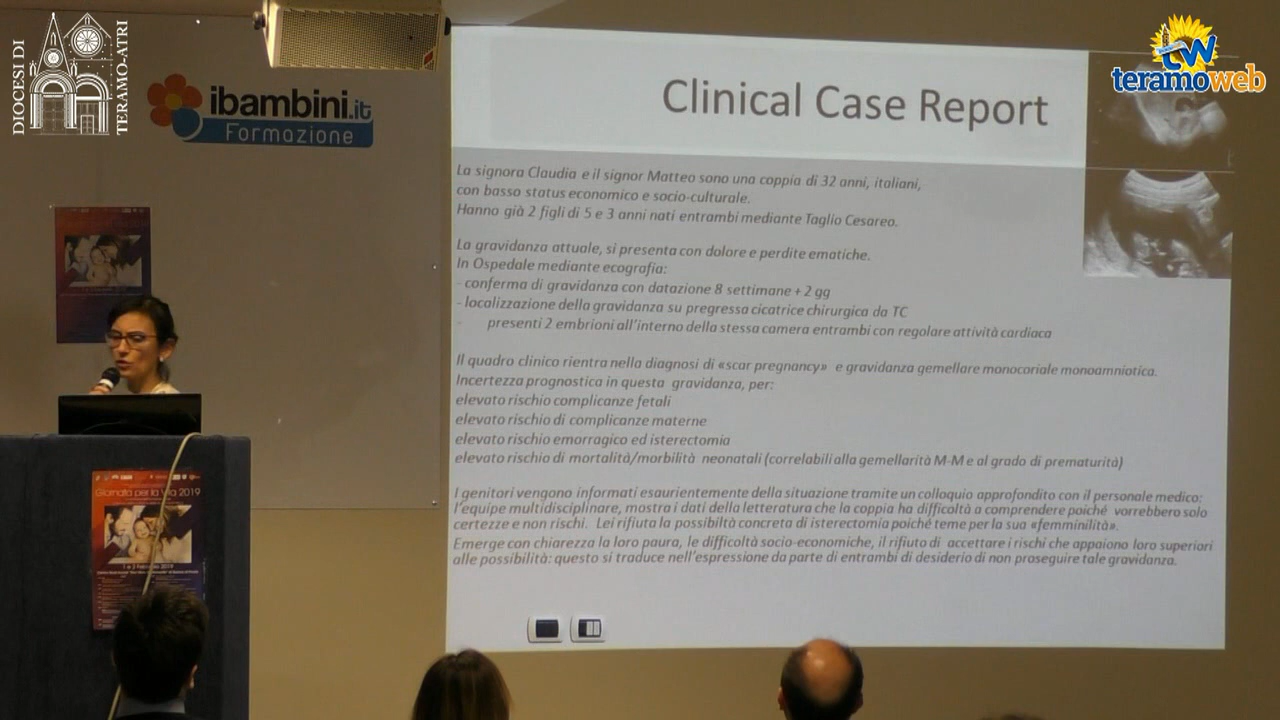 DIOCESI DI
TERAMO-ATRI
ibambini.it
Formazione
tw
teramoweb
Clinical Case Report
La signora Claudia e il signor Matteo sono una coppia di 32 anni, italiani,
con basso status economico e socio-culturale.
Hanno già 2 figli di 5 e 3 anni nati entrambi mediante Taglio Cesareo.
La gravidanza attuale, si presenta con dolore e perdite ematiche.
In Ospedale mediante ecografia:
- conferma di gravidanza con datazione 8 settimane + 2 gg
- localizzazione della gravidanza su pregressa cicatrice chirurgica da TC
- presenti 2 embrioni all'interno della stessa camera entrambi con regolare attività cardiaca
Il quadro clinico rientra nella diagnosi di «scar pregnancy» e gravidanza gemellare monocoriale monoamniotica.
Incertezza prognostica in questa gravidanza, per:
elevato rischio complicanze fetali
elevato rischio di complicanze materne
elevato rischio emorragico ed isterectomia
elevato rischio di mortalità/morbilità neonatali (correlabili alla gemellarità M-M e al grado di prematurità)
I genitori vengono informati esaurientemente della situazione tramite un colloquio approfondito con il personale medico:
l'equipe multidisciplinare, mostra i dati della letteratura che la coppia ha difficoltà a comprendere poiché vorrebbero solo
certezze e non rischi. Lei rifiuta la possibiltà concreta di isterectomia poiché teme per la sua «femminilità».
Emerge con chiarezza la loro paura, le difficoltà socio-economiche, il rifiuto di accettare i rischi che appaiono loro superiori
alle possibilità: questo si traduce nell'espressione da parte di entrambi di desiderio di non proseguire tale gravidanza.
Giornata per la Vita 2019
1 e 2 Febbraio 2019